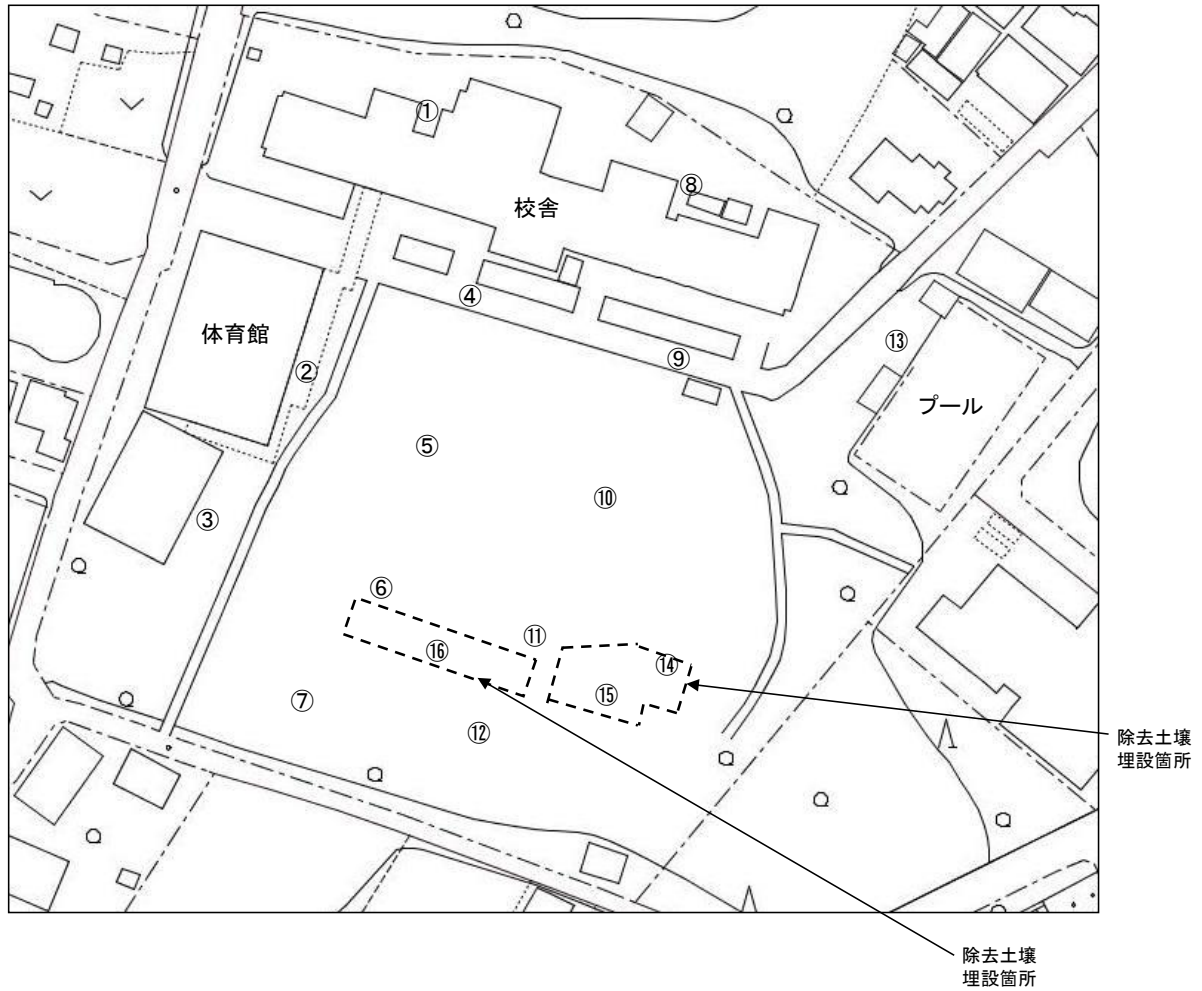 ①
⑧
校舎
④
⑬
体育館
⑨
②
プール
⑤
⑩
③
⑥
⑪
⑯
⑭
⑮
⑦
⑫
除去土壌
埋設箇所
除去土壌
埋設箇所